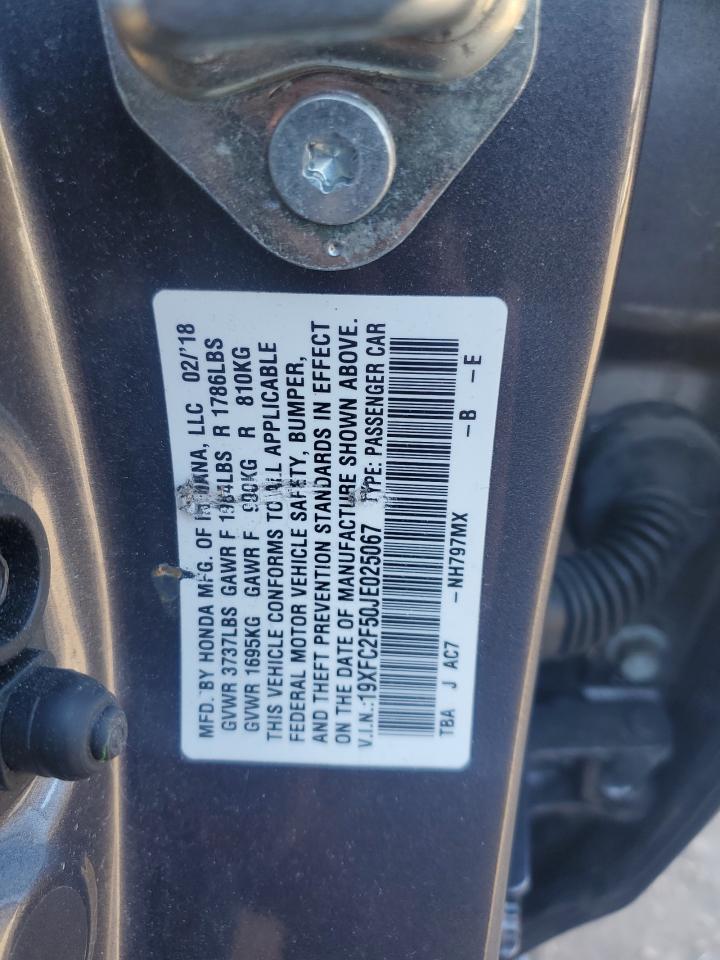 MFD. BY HONDA MFG. OF INDIANA, LLC 02/'18
GVWR 3737LBS GAWR F 1984LBS R 1786LBS
GVWR 1695KG GAWR F 900KG R 810KG
THIS VEHICLE CONFORMS TO ALL APPLICABLE
FEDERAL MOTOR VEHICLE SAFETY, BUMPER,
AND THEFT PREVENTION STANDARDS IN EFFECT
ON THE DATE OF MANUFACTURE SHOWN ABOVE.
V.I.N.:19XFC2F50JE025067 TYPE: PASSENGER CAR
TBA J AC7 -NH797MX -B -E